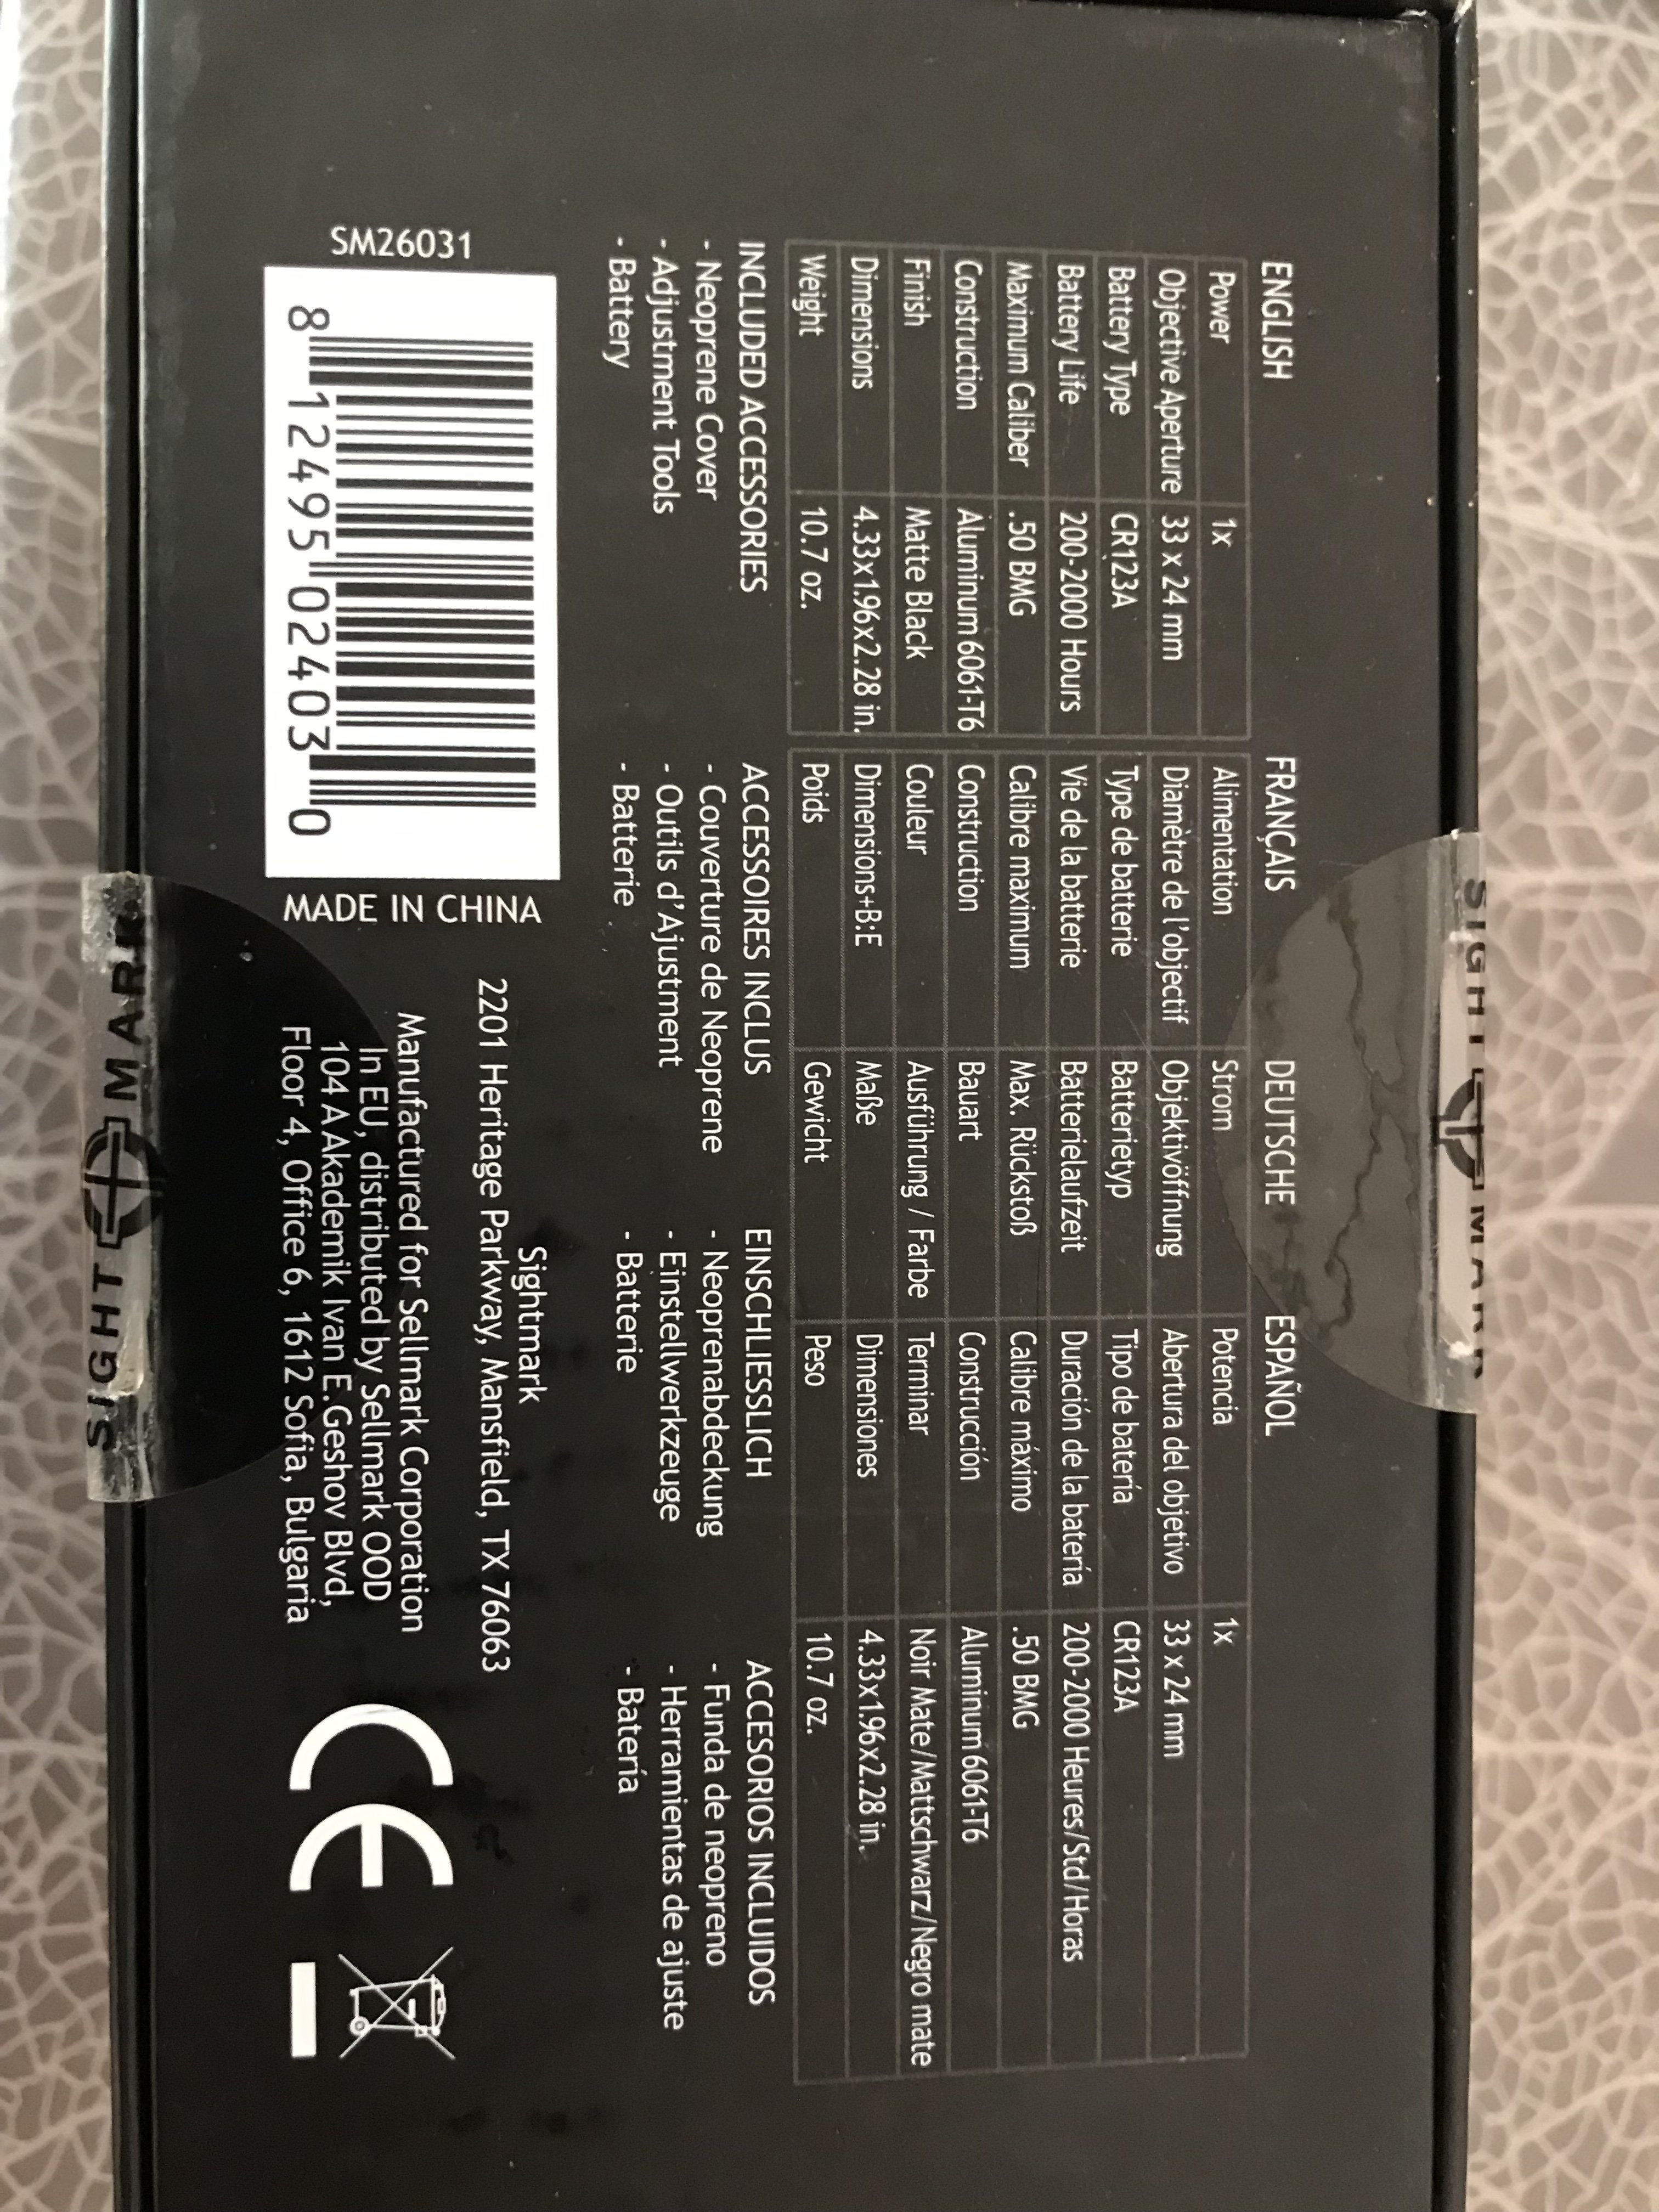 ENGLISH FRANÇAIS DEUTSCHE ESPAÑOL
Power 1x Alimentation Strom Potencia 1x
Objective Aperture 33 x 24 mm Diamètre de l'objectif Objektivöffnung Abertura del objetivo 33 x 24 mm
Battery Type CR123A Type de batterie Batterietyp Tipo de batería CR123A
Battery Life 200-2000 Hours Vie de la batterie Batterielaufzeit Duración de la batería 200-2000 Heures/Std/Horas
Maximum Caliber .50 BMG Calibre maximum Max. Rückstoß Calibre máximo .50 BMG
Construction Aluminum 6061-T6 Construction Bauart Construcción Aluminum 6061-T6
Finish Matte Black Couleur Ausführung / Farbe Terminar Noir Mate/Mattschwarz/Negro mate
Dimensions 4.33x1.96x2.28 in. Dimensions+B:E Maße Dimensiones 4.33x1.96x2.28 in.
Weight 10.7 oz. Poids Gewicht Peso 10.7 oz.
INCLUDED ACCESSORIES
- Neoprene Cover
- Adjustment Tools
- Battery
ACCESSOIRES INCLUS
- Couverture de Neoprene
- Outils d'Ajustment
- Batterie
EINSCHLIESSLICH
- Neoprenabdeckung
- Einstellwerkzeuge
- Batterie
ACCESORIOS INCLUIDOS
- Funda de neopreno
- Herramientas de ajuste
- Batería
SM26031
8 12495 02403 0
MADE IN CHINA
Sightmark
2201 Heritage Parkway, Mansfield, TX 76063
Manufactured for Sellmark Corporation
In EU, distributed by Sellmark OOD
104 A Akademik Ivan E. Geshov Blvd,
Floor 4, Office 6, 1612 Sofia, Bulgaria
CE
SIGHTMARK
SIGHTMARK